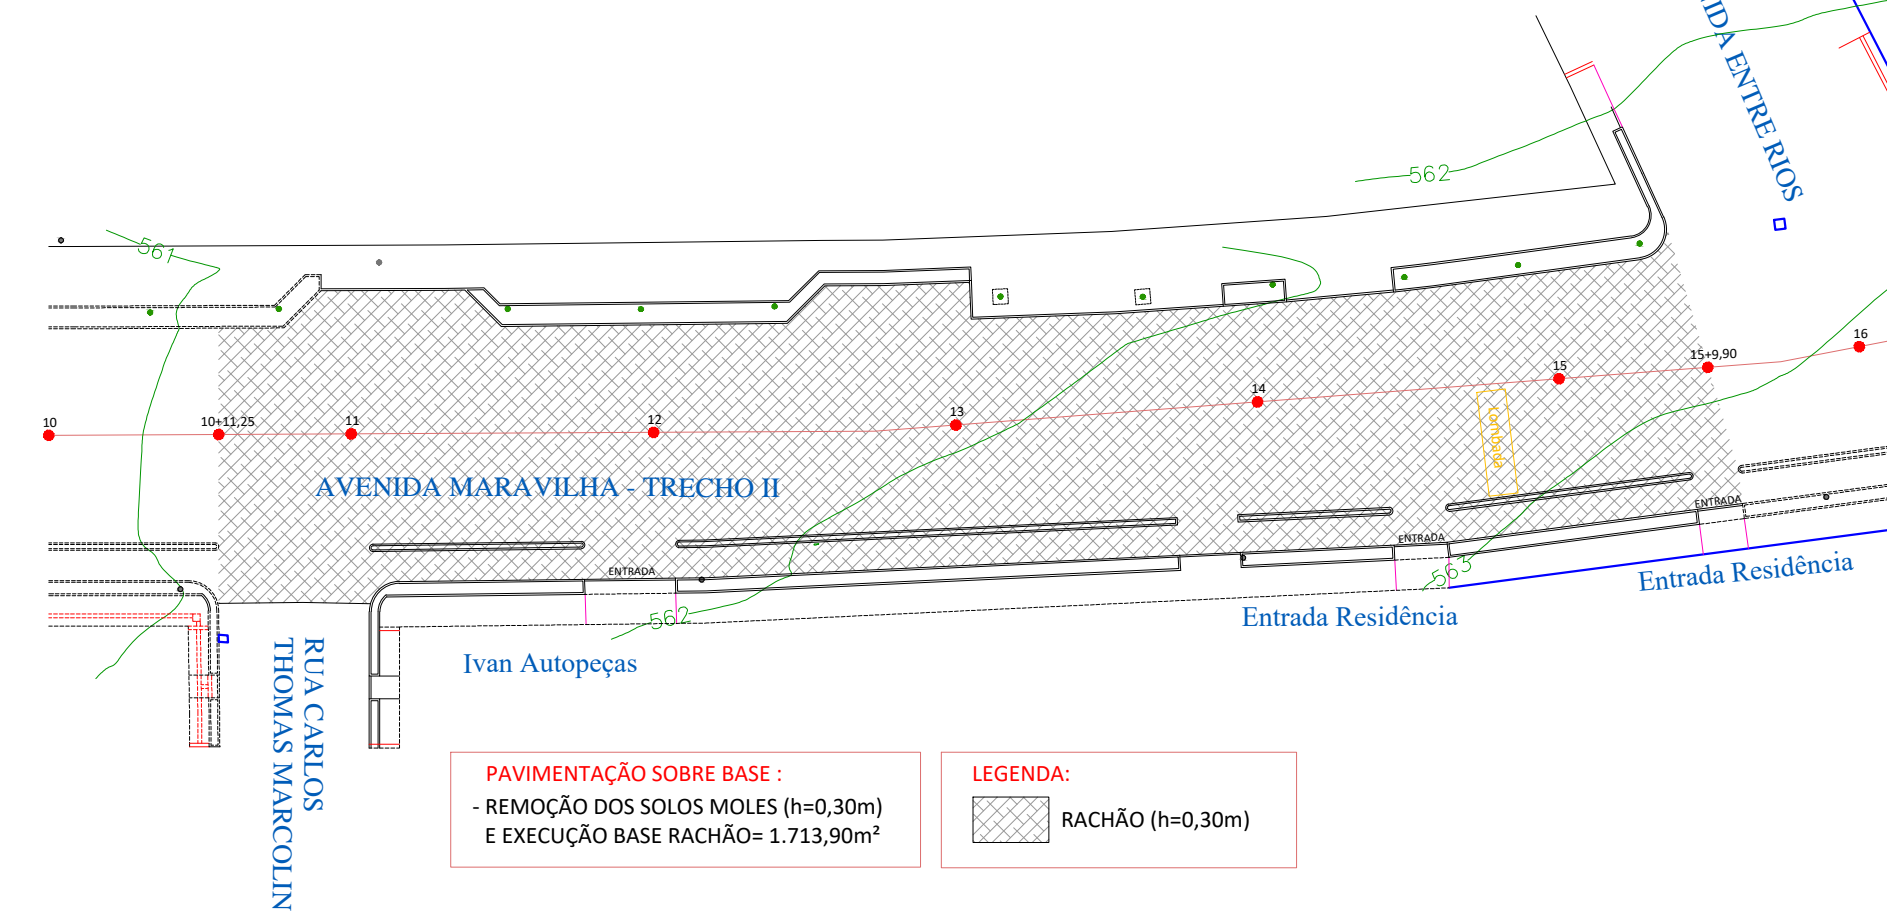 IDA ENTRE RIOS
562
561
16
15+9,90
15
14
13
12
11
10+11,25
10
Lombada
AVENIDA MARAVILHA - TRECHO II
ENTRADA
ENTRADA
ENTRADA
563
562
Entrada Residência
Entrada Residência
Ivan Autopeças
RUA CARLOS
THOMAS MARCOLIN
PAVIMENTAÇÃO SOBRE BASE :
- REMOÇÃO DOS SOLOS MOLES (h=0,30m)
E EXECUÇÃO BASE RACHÃO= 1.713,90m²
LEGENDA:
RACHÃO (h=0,30m)